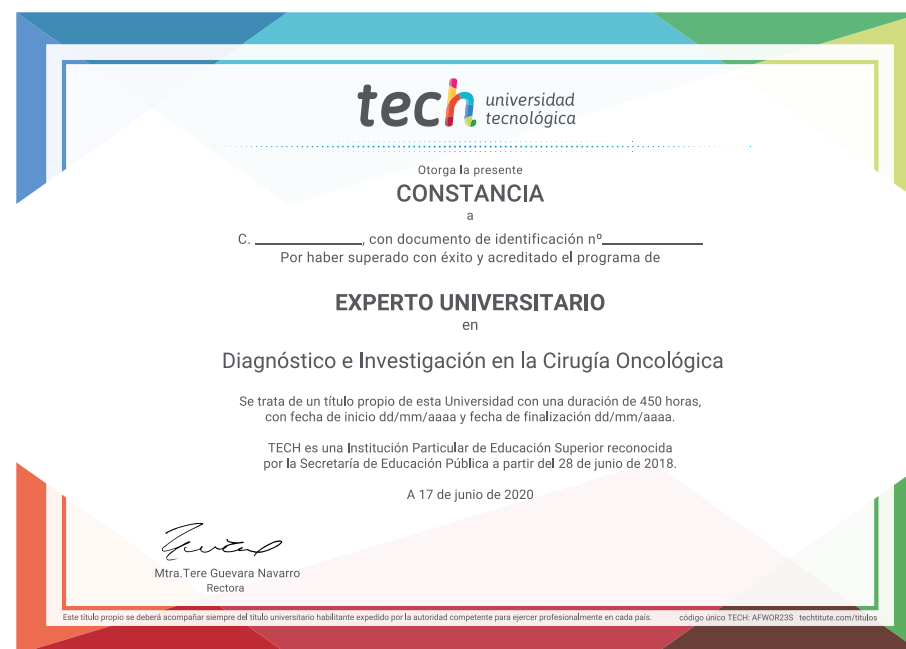 tech universidad
tecnológica
Otorga la presente
CONSTANCIA
a
C. ____________, con documento de identificación nº____________
Por haber superado con éxito y acreditado el programa de
EXPERTO UNIVERSITARIO
en
Diagnóstico e Investigación en la Cirugía Oncológica
Se trata de un título propio de esta Universidad con una duración de 450 horas,
con fecha de inicio dd/mm/aaaa y fecha de finalización dd/mm/aaaa.
TECH es una Institución Particular de Educación Superior reconocida
por la Secretaría de Educación Pública a partir del 28 de junio de 2018.
A 17 de junio de 2020
Mtra.Tere Guevara Navarro
Rectora
Este título propio se deberá acompañar siempre del título universitario habilitante expedido por la autoridad competente para ejercer profesionalmente en cada país. código único TECH: AFWOR23S techtitute.com/titulos